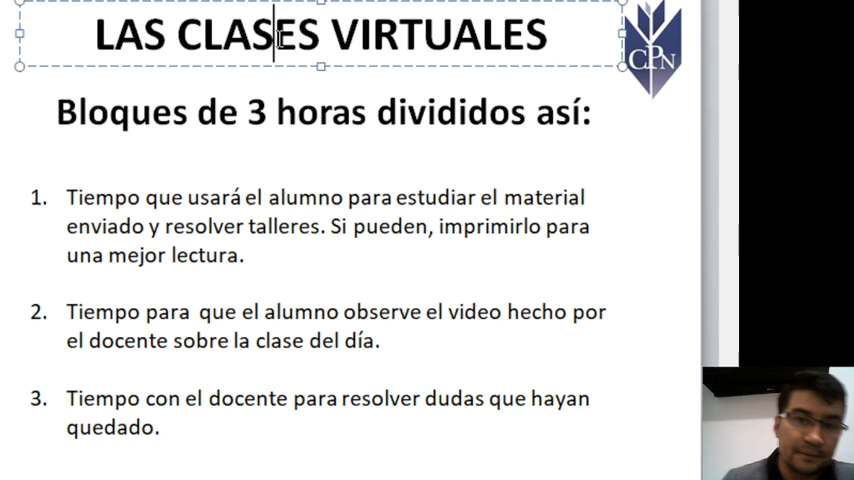 LAS CLASES VIRTUALES
CPN
Bloques de 3 horas divididos así:
1. Tiempo que usará el alumno para estudiar el material
enviado y resolver talleres. Si pueden, imprimirlo para
una mejor lectura.
2. Tiempo para que el alumno observe el video hecho por
el docente sobre la clase del día.
3. Tiempo con el docente para resolver dudas que hayan
quedado.